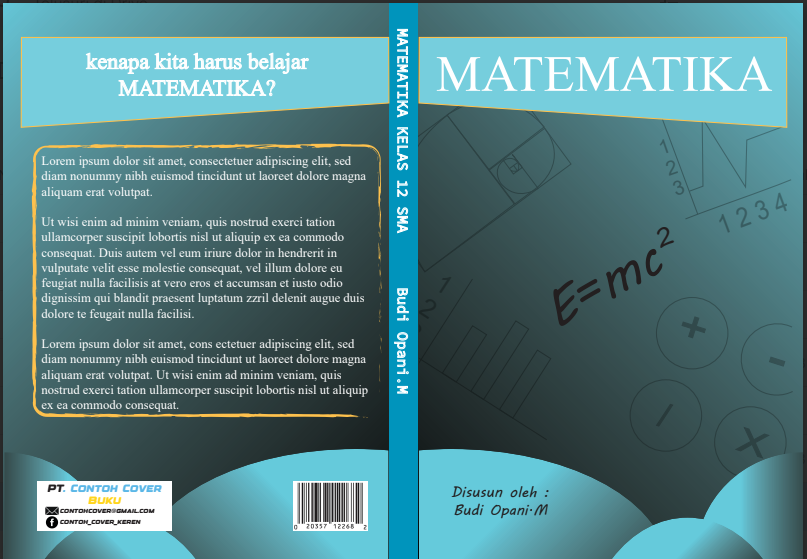 kenapa kita harus belajar
MATEMATIKA?
Lorem ipsum dolor sit amet, consectetuer adipiscing elit, sed
diam nonummy nibh euismod tincidunt ut laoreet dolore magna
aliquam erat volutpat.
Ut wisi enim ad minim veniam, quis nostrud exerci tation
ullamcorper suscipit lobortis nisl ut aliquip ex ea commodo
consequat. Duis autem vel eum iriure dolor in hendrerit in
vulputate velit esse molestie consequat, vel illum dolore eu
feugiat nulla facilisis at vero eros et accumsan et iusto odio
dignissim qui blandit praesent luptatum zzril delenit augue duis
dolore te feugait nulla facilisi.
Lorem ipsum dolor sit amet, cons ectetuer adipiscing elit, sed
diam nonummy nibh euismod tincidunt ut laoreet dolore magna
aliquam erat volutpat. Ut wisi enim ad minim veniam, quis
nostrud exerci tation ullamcorper suscipit lobortis nisl ut aliquip
ex ea commodo consequat.
PT. CONTOH COVER
BUKU
CONTOHCOVER@GMAIL.COM
CONTOH_COVER_KEREN
0 20357 12268 2
MATEMATIKA KELAS 12 SMA
Budi Opani.M
MATEMATIKA
1
2
3
1 2 3 4
E=mc²
1
2
+
-
/
×
Disusun oleh :
Budi Opani.M